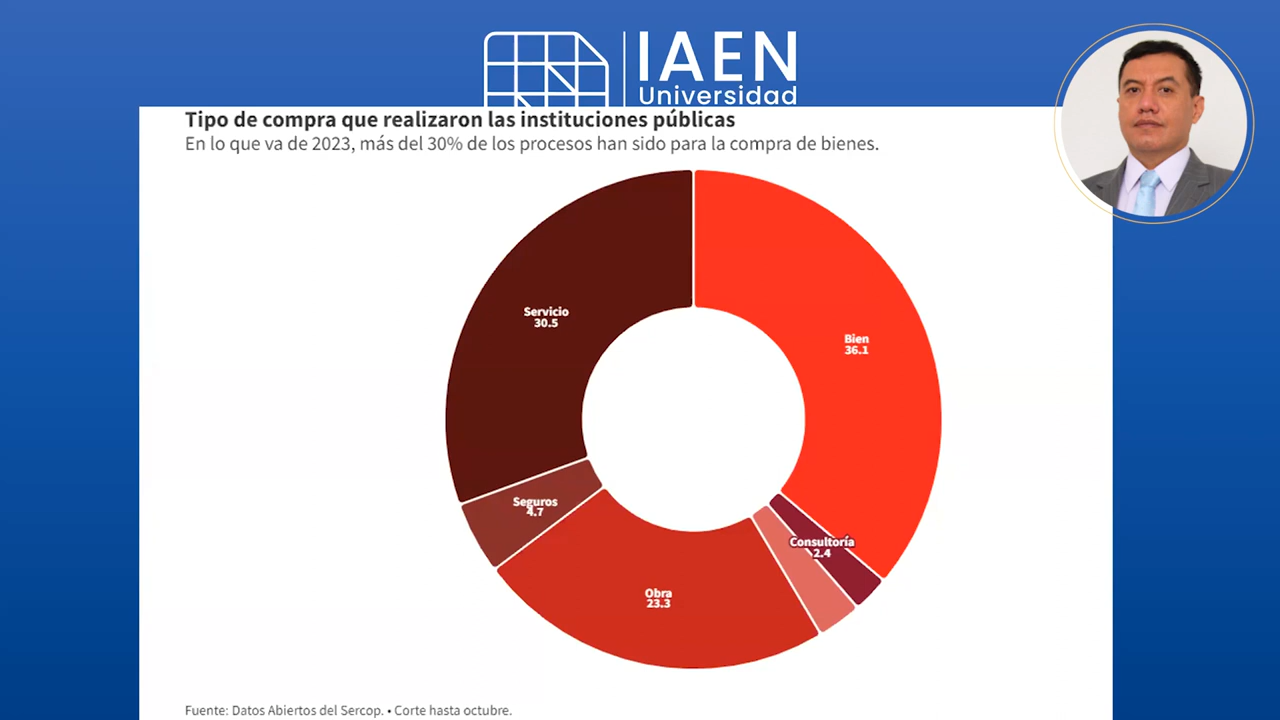 IAEN
Universidad
Tipo de compra que realizaron las instituciones públicas
En lo que va de 2023, más del 30% de los procesos han sido para la compra de bienes.
Servicio
30.5
Bien
36.1
Seguros
4.7
Consultoría
2.4
Obra
23.3
Fuente: Datos Abiertos del Sercop. • Corte hasta octubre.